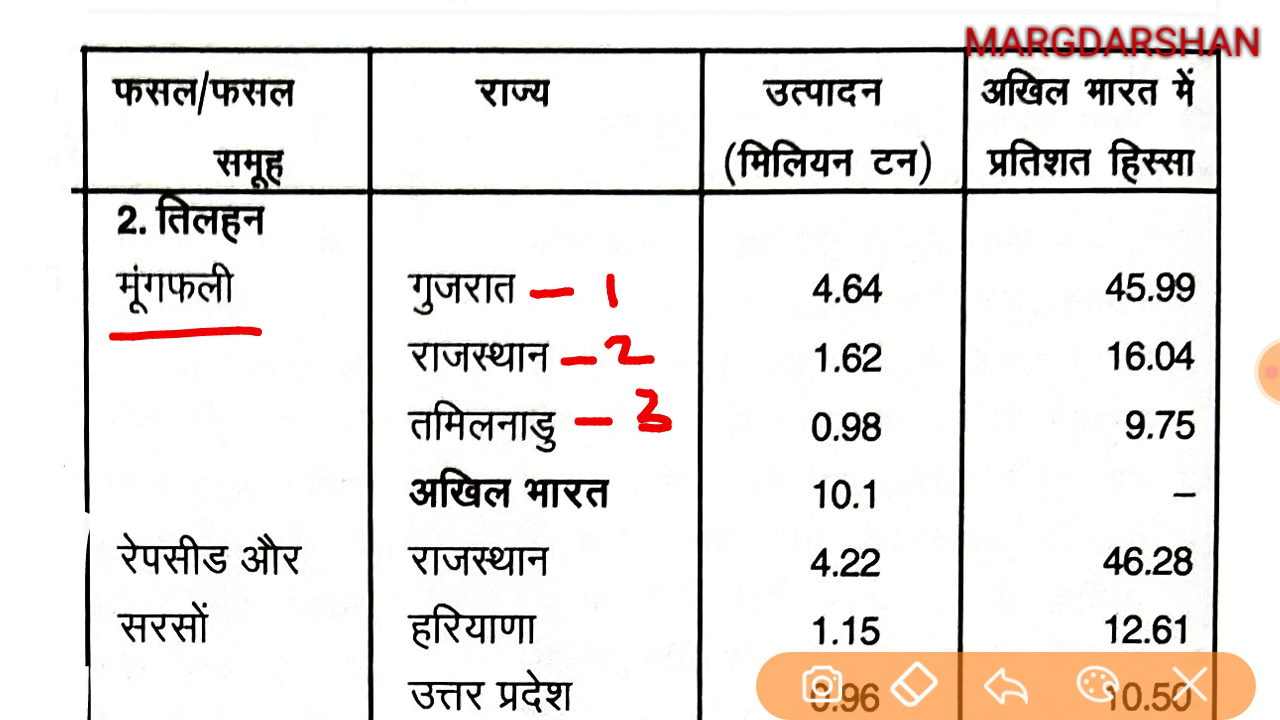 MARGDARSHAN
फसल/फसल समूह राज्य उत्पादन (मिलियन टन) अखिल भारत में प्रतिशत हिस्सा
2. तिलहन
मूंगफली गुजरात – 1 4.64 45.99
राजस्थान – 2 1.62 16.04
तमिलनाडु – 3 0.98 9.75
अखिल भारत 10.1 –
रेपसीड और राजस्थान 4.22 46.28
सरसों हरियाणा 1.15 12.61
उत्तर प्रदेश 0.96 10.50